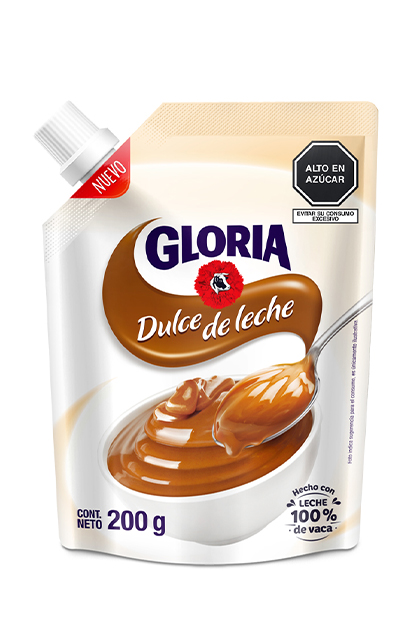 NUEVO
ALTO EN
AZÚCAR
EVITAR SU CONSUMO
EXCESIVO
GLORIA
Dulce de leche
Hecho con
LECHE
100%
de vaca
CONT.
NETO 200 g